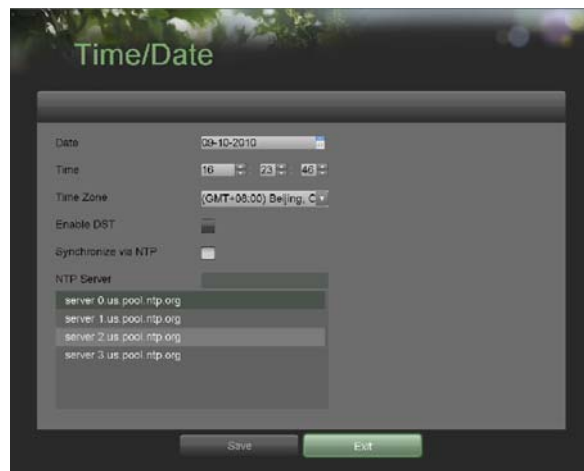 Time/Date
Date 09-10-2010
Time 16 : 23 : 46
Time Zone (GMT+08:00) Beijing, C
Enable DST
Synchronize via NTP
NTP Server
server 0.us.pool.ntp.org
server 1.us.pool.ntp.org
server 2.us.pool.ntp.org
server 3.us.pool.ntp.org
Save Exit